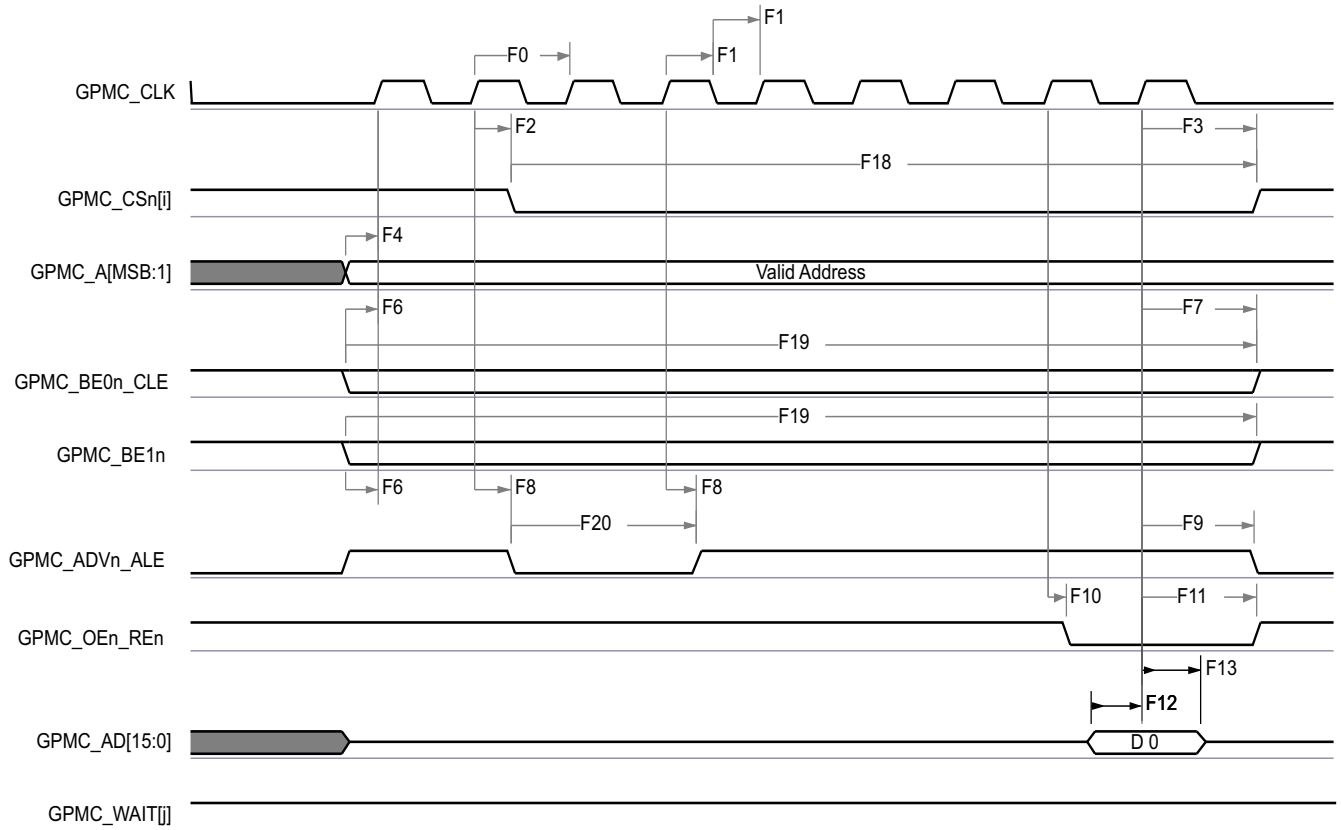 F1
F0
F1
GPMC_CLK
F2
F3
F18
GPMC_CSn[i]
F4
GPMC_A[MSB:1]
Valid Address
F6
F7
F19
GPMC_BE0n_CLE
F19
GPMC_BE1n
F6
F8
F8
F20
F9
GPMC_ADVn_ALE
F10
F11
GPMC_OEn_REn
F13
F12
GPMC_AD[15:0]
D 0
GPMC_WAIT[j]